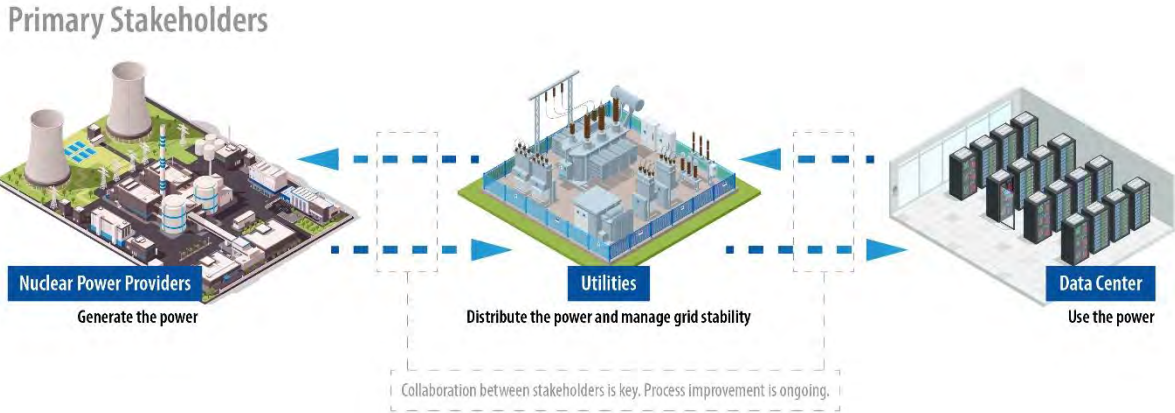 Primary Stakeholders
Nuclear Power Providers
Generate the power
Utilities
Distribute the power and manage grid stability
Data Center
Use the power
Collaboration between stakeholders is key. Process improvement is ongoing.